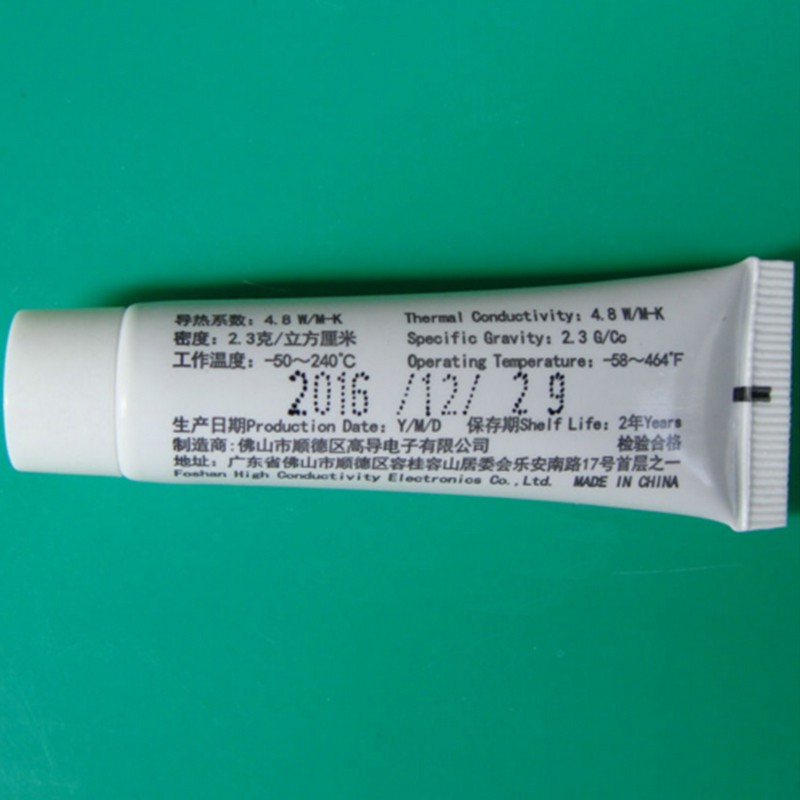 导热系数: 4.8 W/M-K Thermal Conductivity: 4.8 W/M-K
密度: 2.3克/立方厘米 Specific Gravity: 2.3 G/Cc
工作温度: -50～240℃ Operating Temperature: -58～464℉
2016 /12/ 29
生产日期Production Date: Y/M/D 保存期Shelf Life: 2年Years
制造商:佛山市顺德区高导电子有限公司 检验合格
地址: 广东省佛山市顺德区容桂容山居委会乐安南路17号首层之一
Foshan High Conductivity Electronics Co.,Ltd. MADE IN CHINA